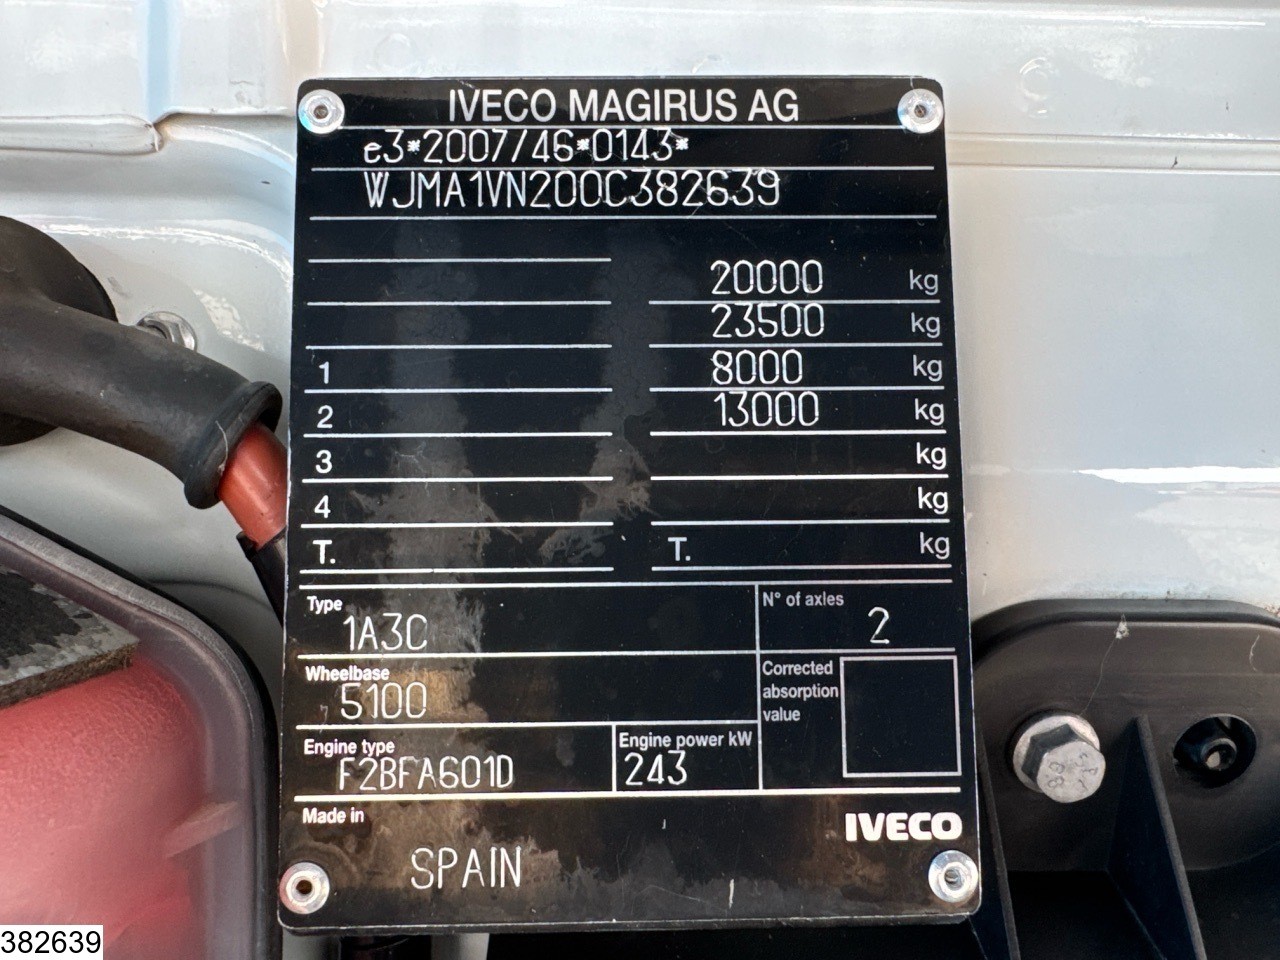 IVECO MAGIRUS AG
e3*2007/46*0143*
WJMA1VN200C382639
20000 kg
23500 kg
1 8000 kg
2 13000 kg
3 kg
4 kg
T. T. kg
Type
1A3C
N° of axles
2
Wheelbase
5100
Corrected
absorption
value
Engine type
F2BFA601D
Engine power kW
243
Made in
SPAIN
IVECO
8.8
382639